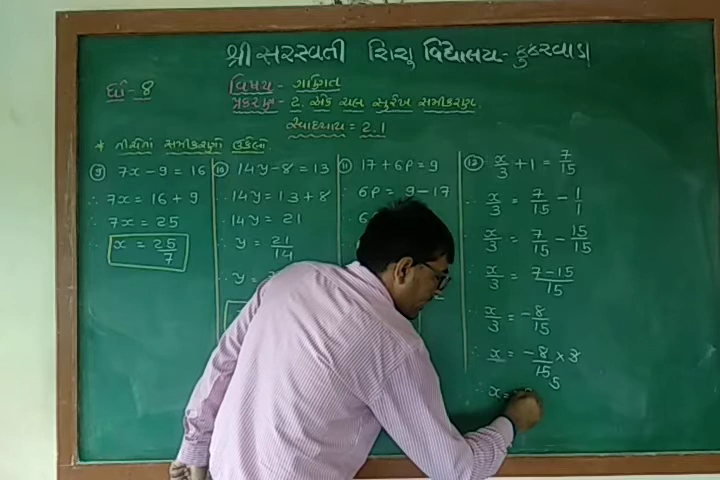 શ્રી સરસ્વતી શિશુ વિદ્યાલય - કુકરવાડા
ધો - 8
વિષય - ગણિત
પ્રકરણ - 2. એક ચલ સુરેખ સમીકરણ.
સ્વાધ્યાય = 2.1
* નીચેનાં સમીકરણો ઉકેલો.
⑨ 7x - 9 = 16
∴ 7x = 16 + 9
∴ 7x = 25
∴ x = 25/7
⑩ 14y - 8 = 13
∴ 14y = 13 + 8
∴ 14y = 21
∴ y = 21/14
∴ y =
⑪ 17 + 6p = 9
∴ 6p = 9 - 17
⑫ x/3 + 1 = 7/15
∴ x/3 = 7/15 - 1/1
∴ x/3 = 7/15 - 15/15
∴ x/3 = 7-15/15
∴ x/3 = -8/15
∴ x = -8/15 × 3
5
∴ x =